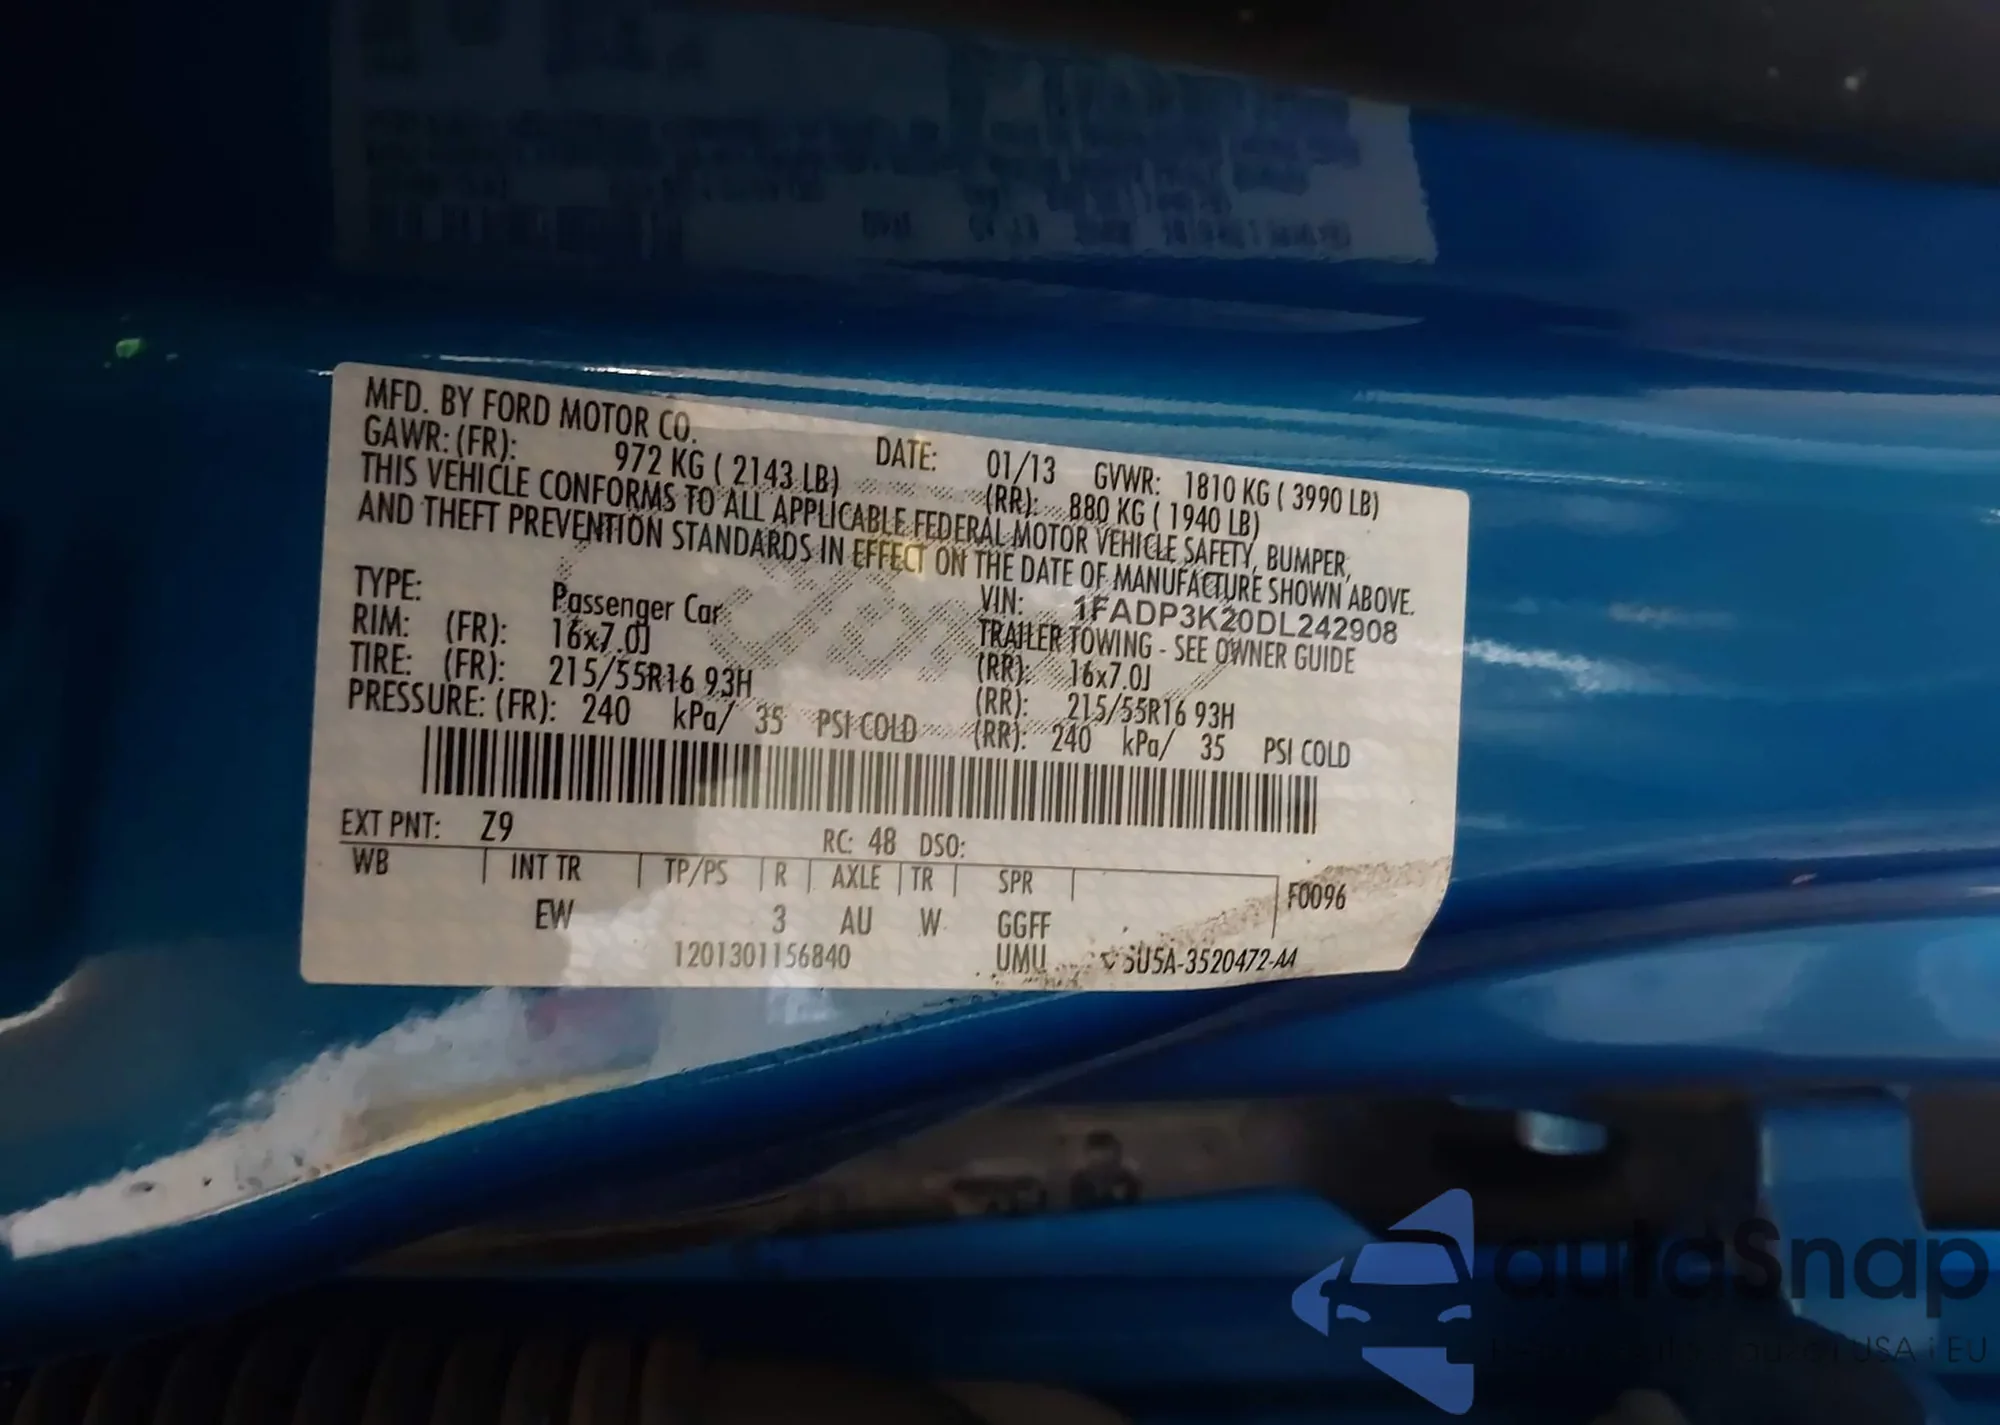 MFD. BY FORD MOTOR CO.
DATE: 01/13 GVWR: 1810 KG ( 3990 LB)
GAWR: (FR): 972 KG ( 2143 LB) (RR): 880 KG ( 1940 LB)
THIS VEHICLE CONFORMS TO ALL APPLICABLE FEDERAL MOTOR VEHICLE SAFETY, BUMPER,
AND THEFT PREVENTION STANDARDS IN EFFECT ON THE DATE OF MANUFACTURE SHOWN ABOVE.
VIN: 1FADP3K20DL242908
TYPE: Passenger Car TRAILER TOWING - SEE OWNER GUIDE
RIM: (FR): 16x7.0J (RR): 16x7.0J
TIRE: (FR): 215/55R16 93H (RR): 215/55R16 93H
PRESSURE: (FR): 240 kPa/ 35 PSI COLD (RR): 240 kPa/ 35 PSI COLD
EXT PNT: Z9 RC: 48 DSO:
WB INT TR TP/PS R AXLE TR SPR F0096
EW 3 AU W GGFF
1201301156840 UMU 5U5A-3520472-AA
autaSnap
USA i EU